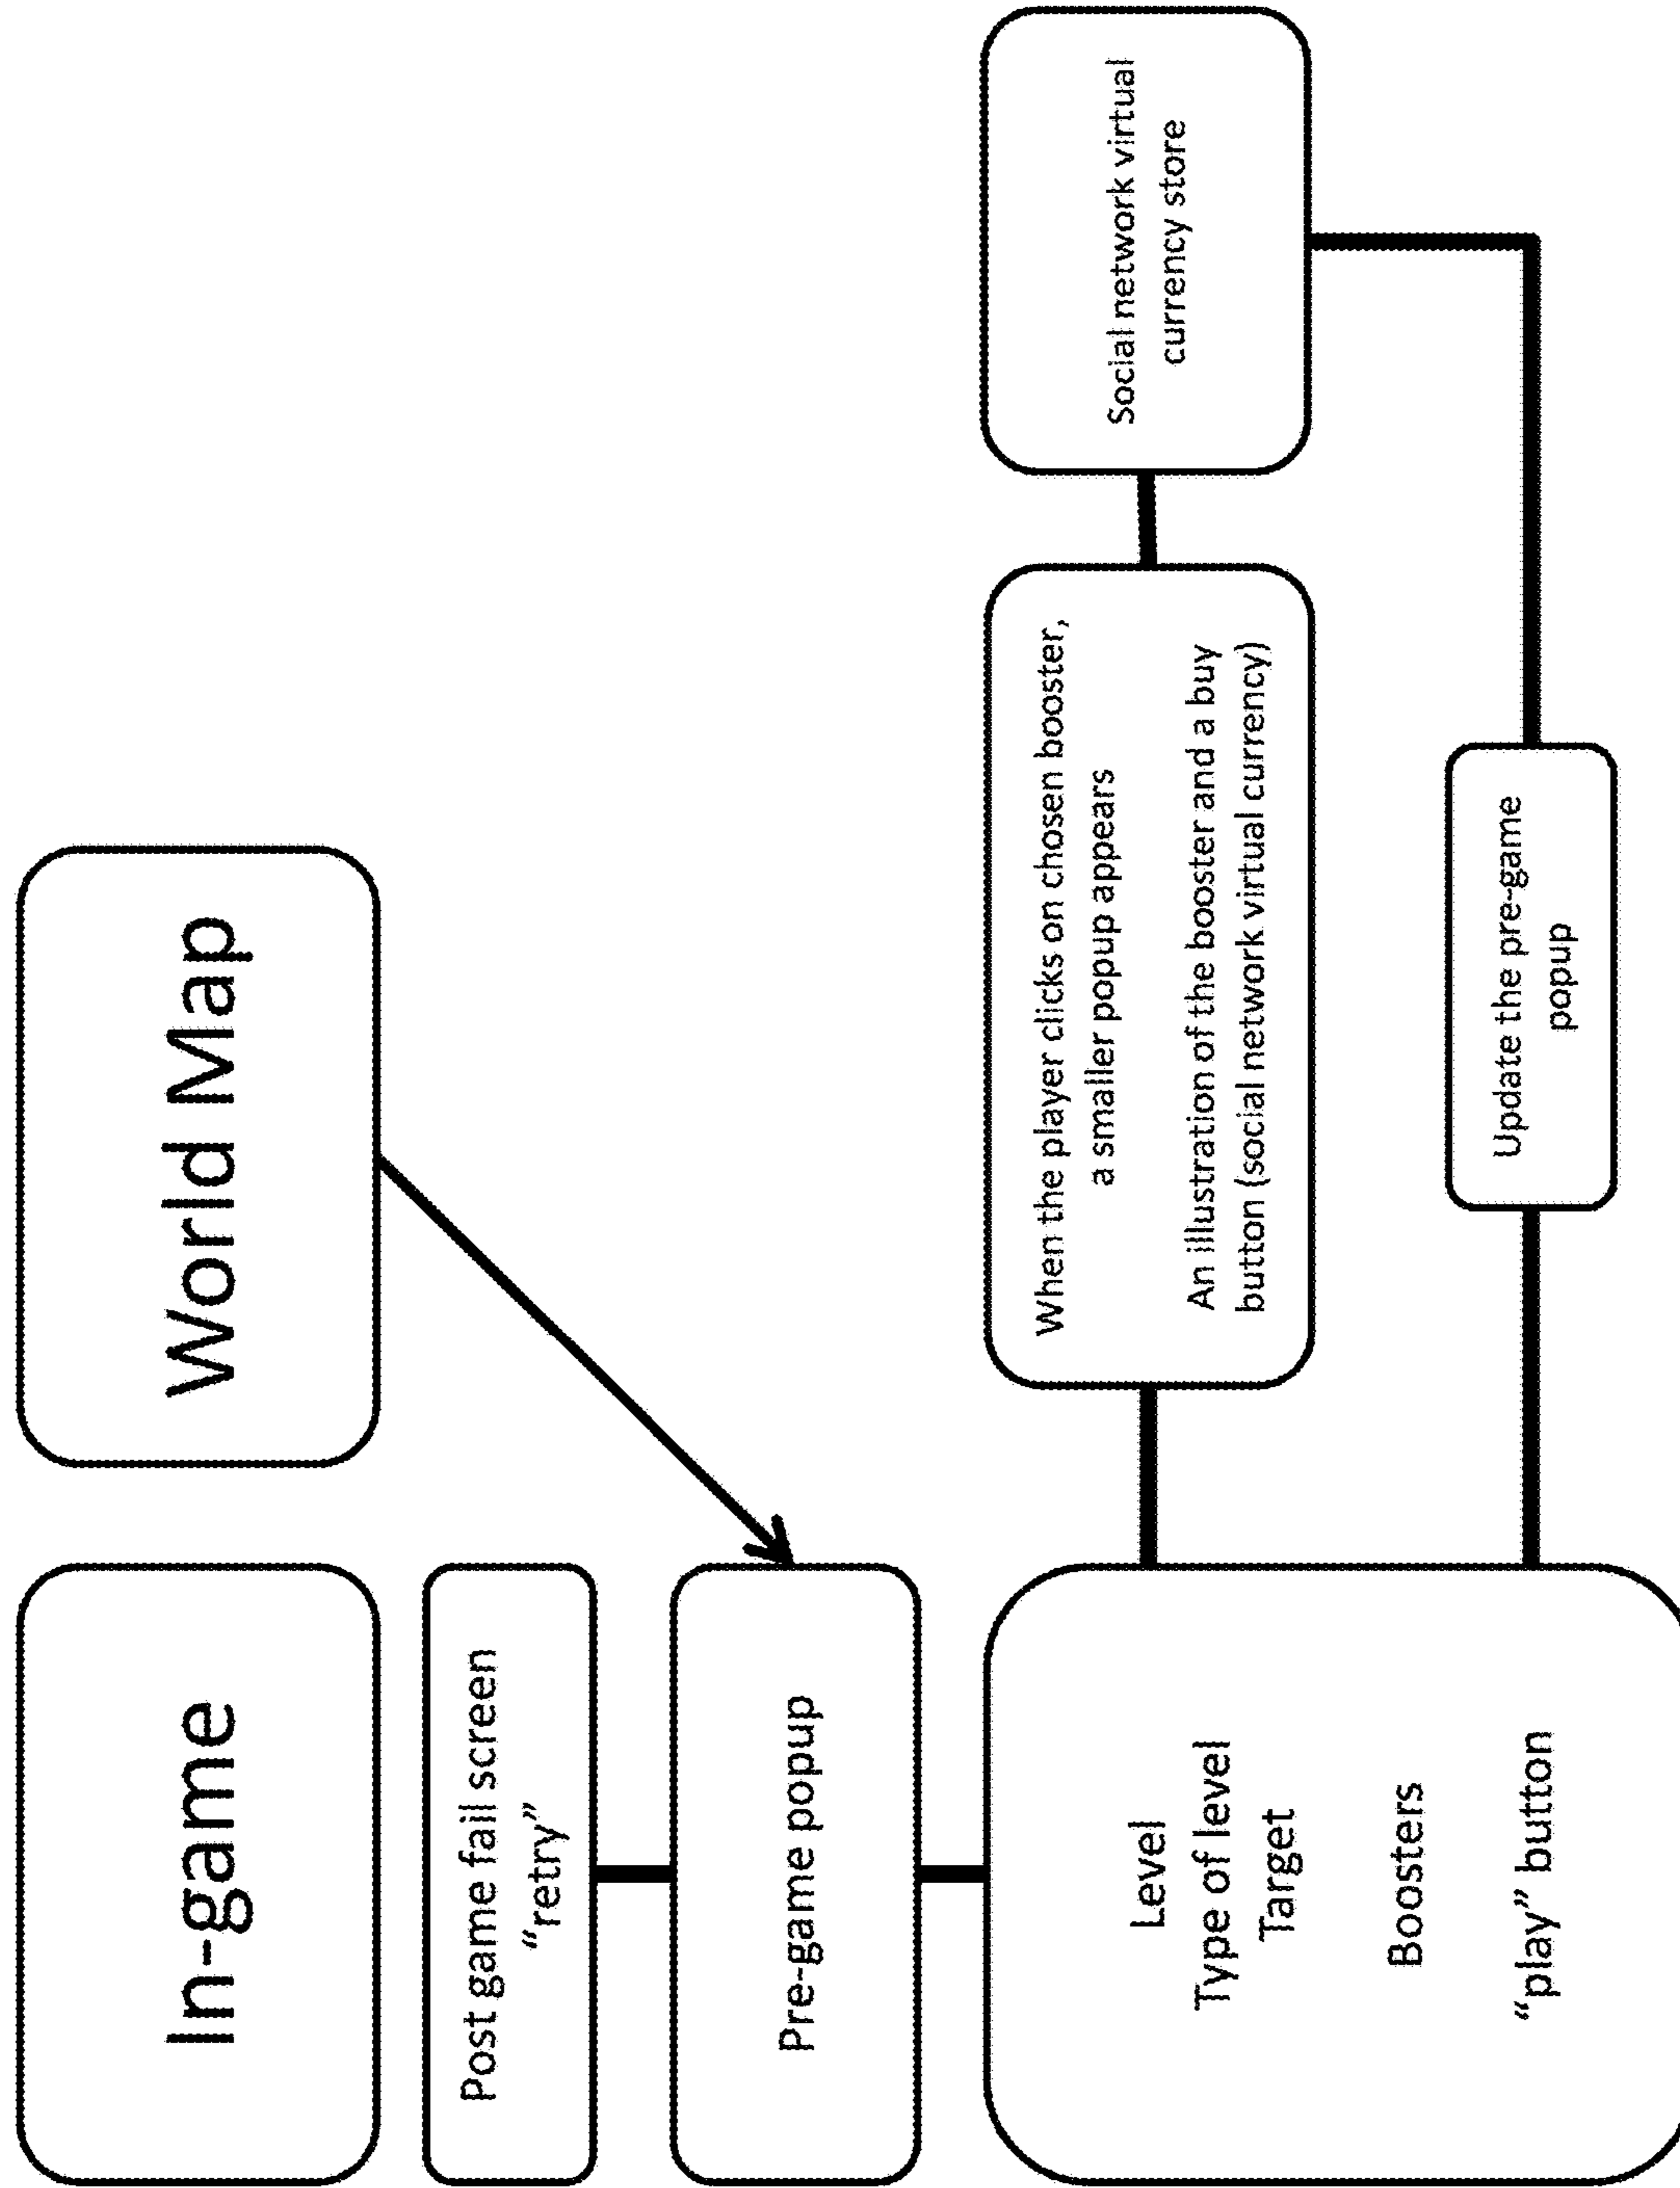 In-game
World Map
Post game fail screen
“retry”
Pre-game popup
Level
Type of level
Target
Boosters
“play” button
When the player clicks on chosen booster,
a smaller popup appears
An illustration of the booster and a buy
button (social network virtual currency)
Social network virtual
currency store
Update the pre-game
popup